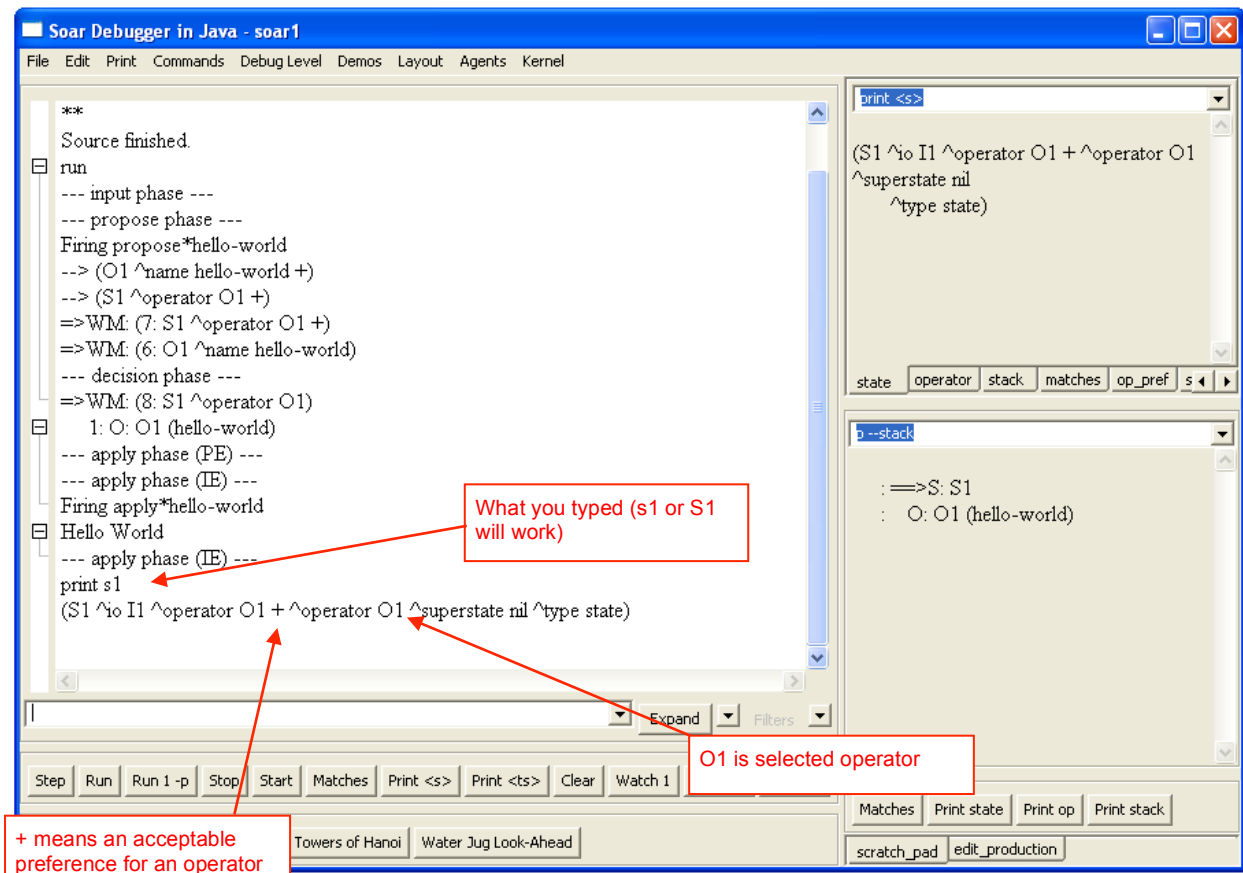 Soar Debugger in Java - soar1
File Edit Print Commands Debug Level Demos Layout Agents Kernel
**
Source finished.
run
--- input phase ---
--- propose phase ---
Firing propose*hello-world
--> (O1 ^name hello-world +)
--> (S1 ^operator O1 +)
=>WM: (7: S1 ^operator O1 +)
=>WM: (6: O1 ^name hello-world)
--- decision phase ---
=>WM: (8: S1 ^operator O1)
1: O: O1 (hello-world)
--- apply phase (PE) ---
--- apply phase (IE) ---
Firing apply*hello-world
Hello World
--- apply phase (IE) ---
print s1
(S1 ^io I1 ^operator O1 + ^operator O1 ^superstate nil ^type state)
What you typed (s1 or S1
will work)
Expand Filters
O1 is selected operator
Step Run Run 1 -p Stop Start Matches Print <s> Print <ts> Clear Watch 1
+ means an acceptable
preference for an operator
Towers of Hanoi Water Jug Look-Ahead
print <s>
(S1 ^io I1 ^operator O1 + ^operator O1
^superstate nil
^type state)
state operator stack matches op_pref s
p --stack
: ==>S: S1
: O: O1 (hello-world)
Matches Print state Print op Print stack
scratch_pad edit_production